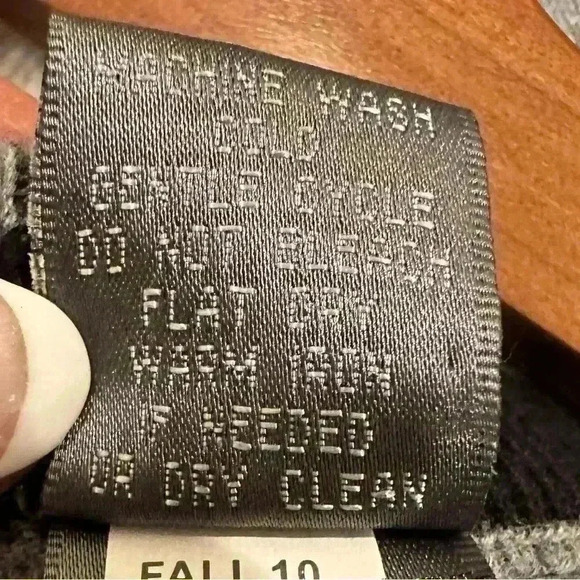 MACHINE WASH
COLD
GENTLE CYCLE
DO NOT BLEACH
FLAT DRY
WARM IRON
IF NEEDED
OR DRY CLEAN
FALL 10